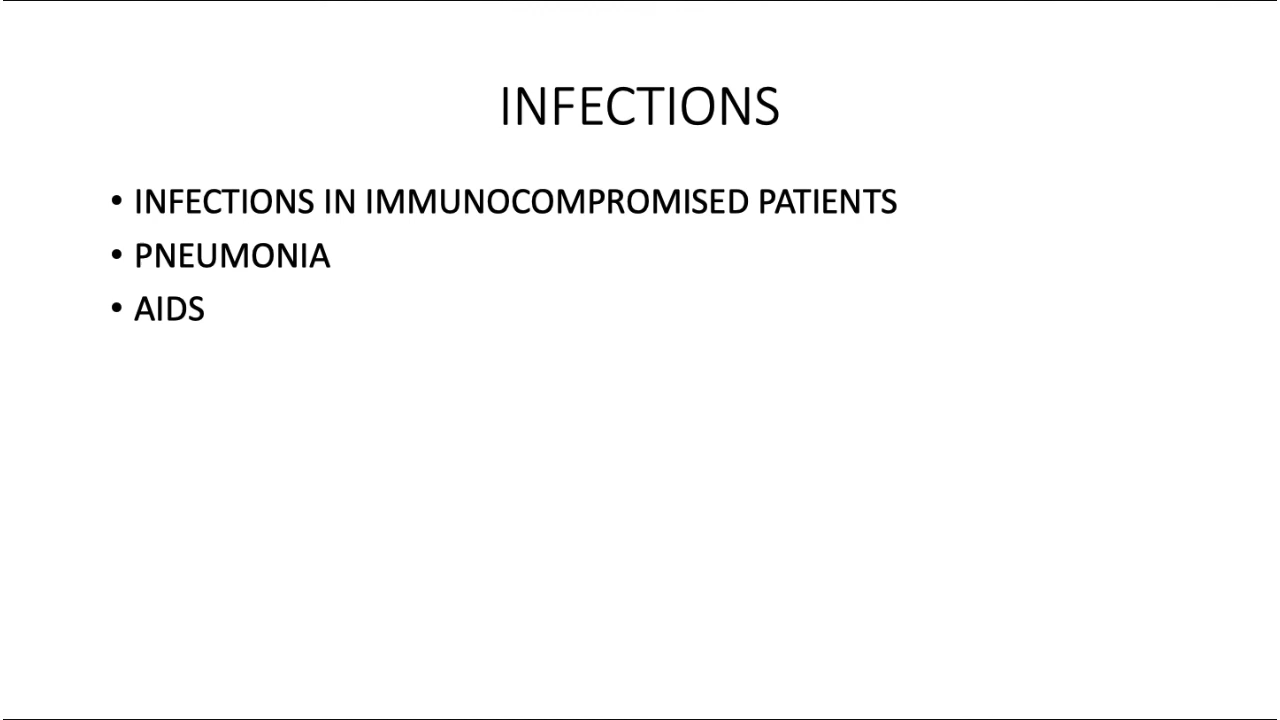 INFECTIONS
• INFECTIONS IN IMMUNOCOMPROMISED PATIENTS
• PNEUMONIA
• AIDS